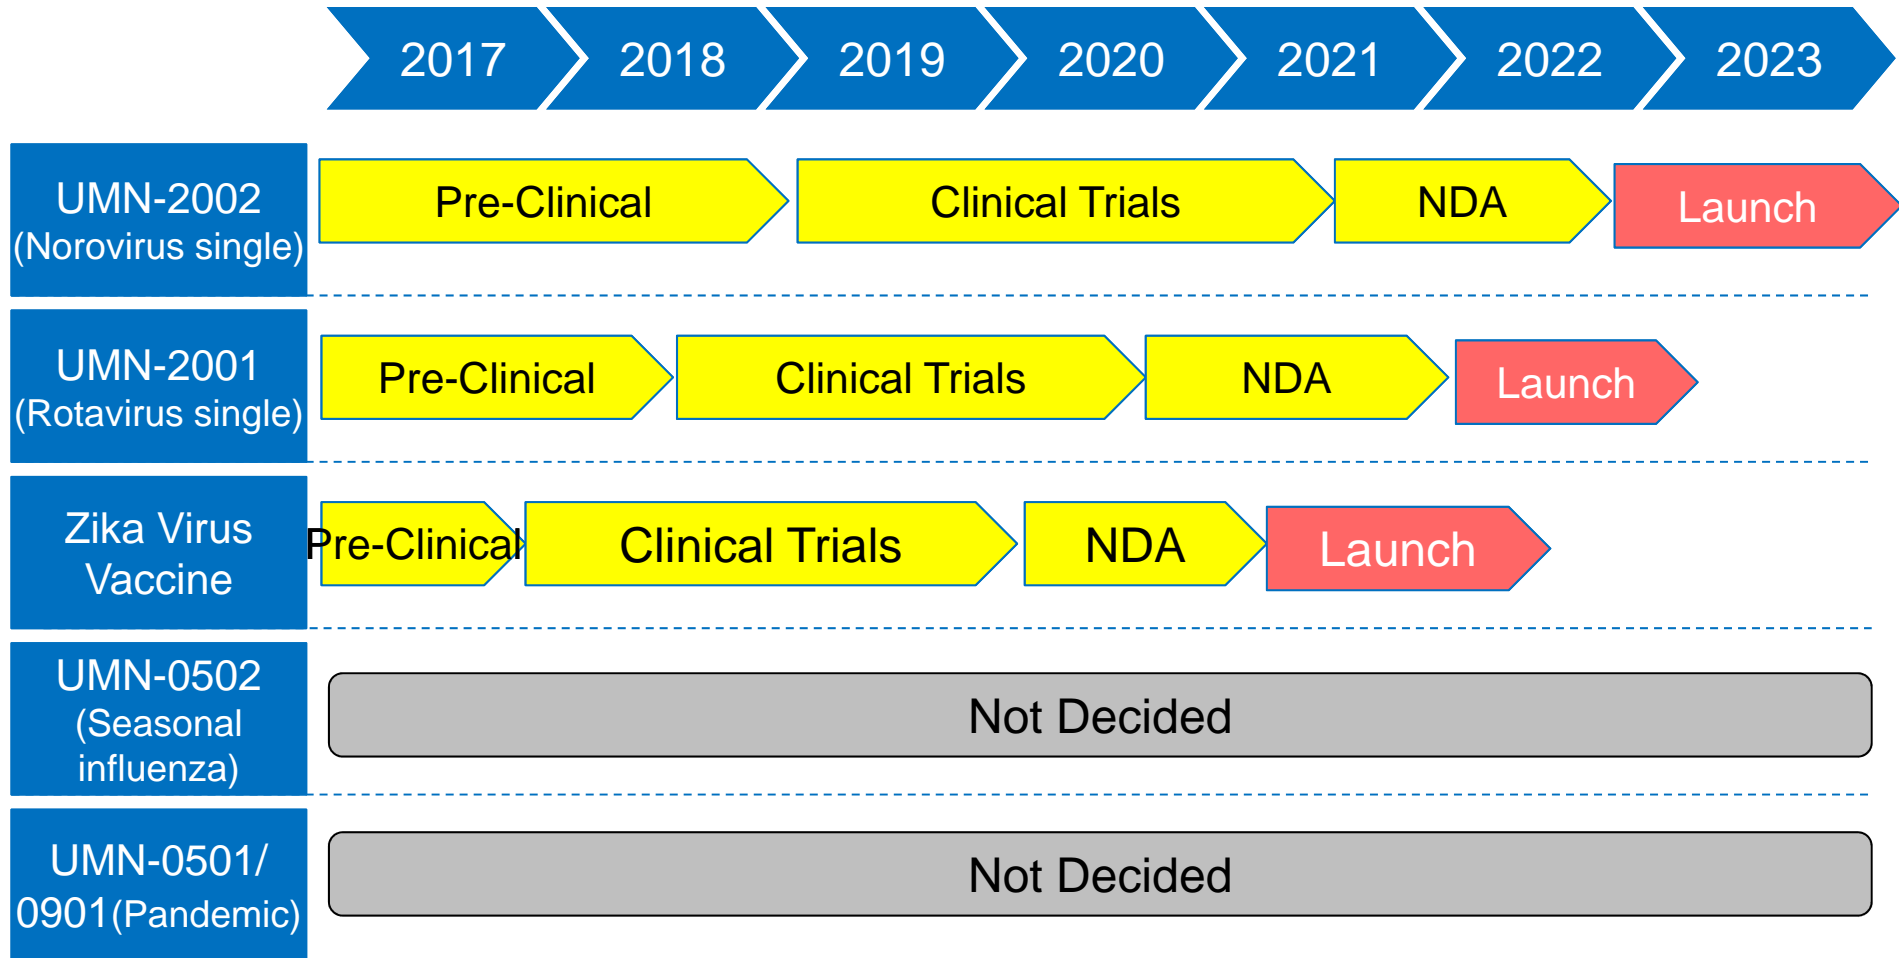 2017 2018 2019 2020 2021 2022 2023
UMN-2002
(Norovirus single)
Pre-Clinical
Clinical Trials
NDA
Launch
UMN-2001
(Rotavirus single)
Pre-Clinical
Clinical Trials
NDA
Launch
Zika Virus
Vaccine
Pre-Clinical
Clinical Trials
NDA
Launch
UMN-0502
(Seasonal
influenza)
Not Decided
UMN-0501/
0901(Pandemic)
Not Decided